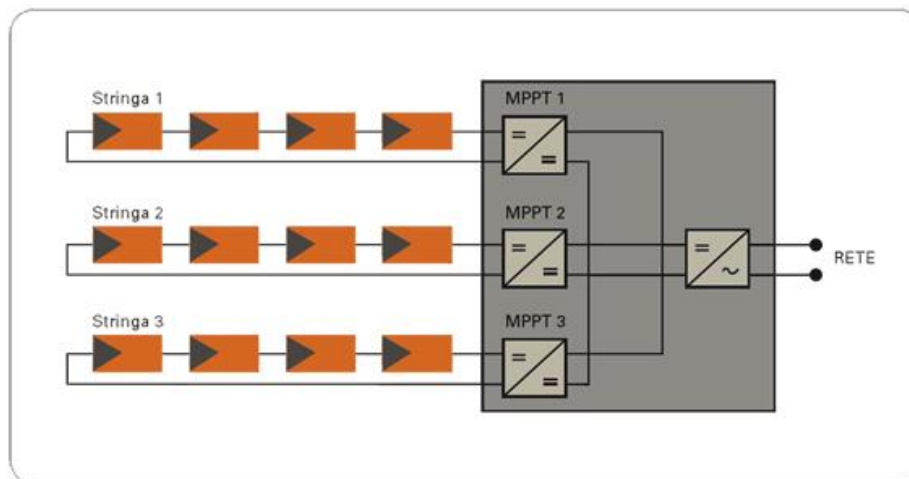 Stringa 1
MPPT 1
Stringa 2
MPPT 2
RETE
Stringa 3
MPPT 3